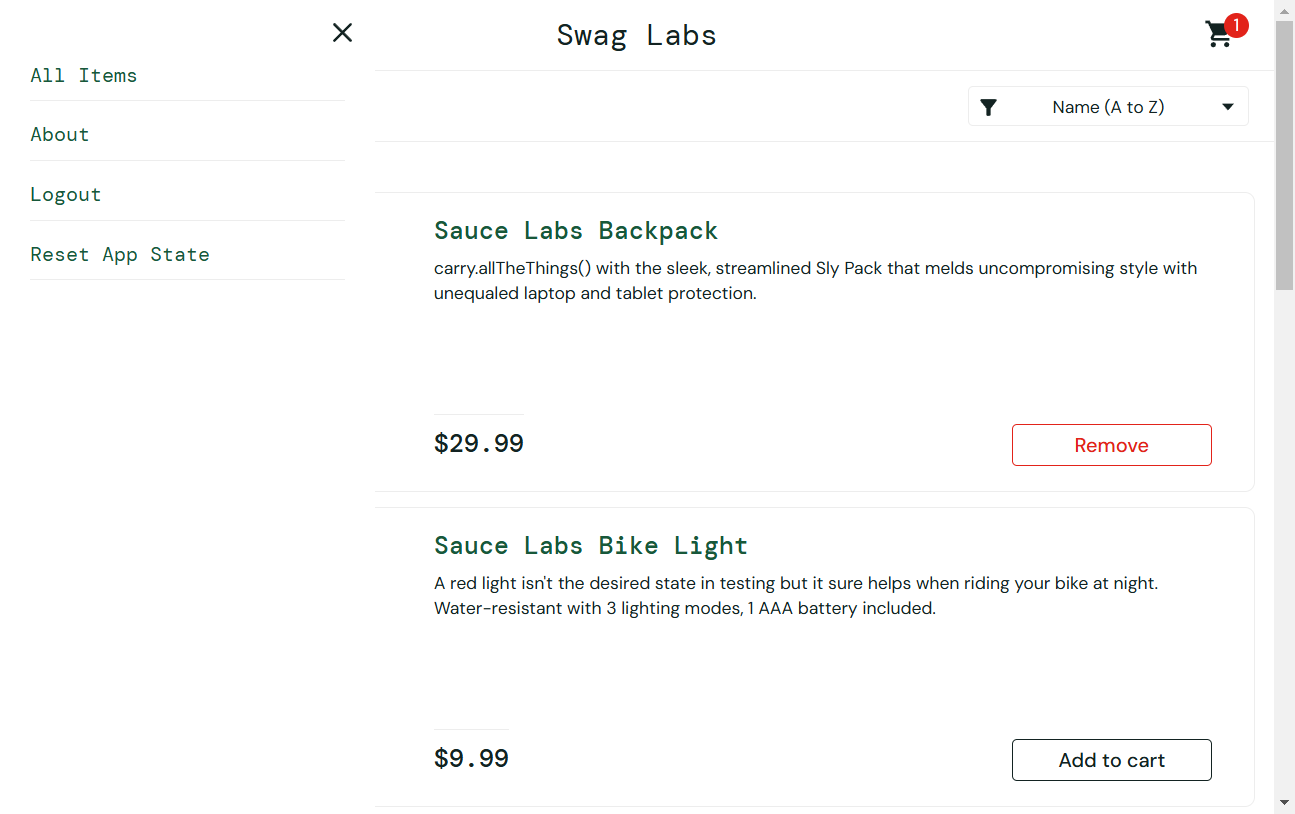 All Items
About
Logout
Reset App State
Swag Labs
1
Name (A to Z)
Sauce Labs Backpack
carry.allTheThings() with the sleek, streamlined Sly Pack that melds uncompromising style with
unequaled laptop and tablet protection.
$29.99
Remove
Sauce Labs Bike Light
A red light isn't the desired state in testing but it sure helps when riding your bike at night.
Water-resistant with 3 lighting modes, 1 AAA battery included.
$9.99
Add to cart